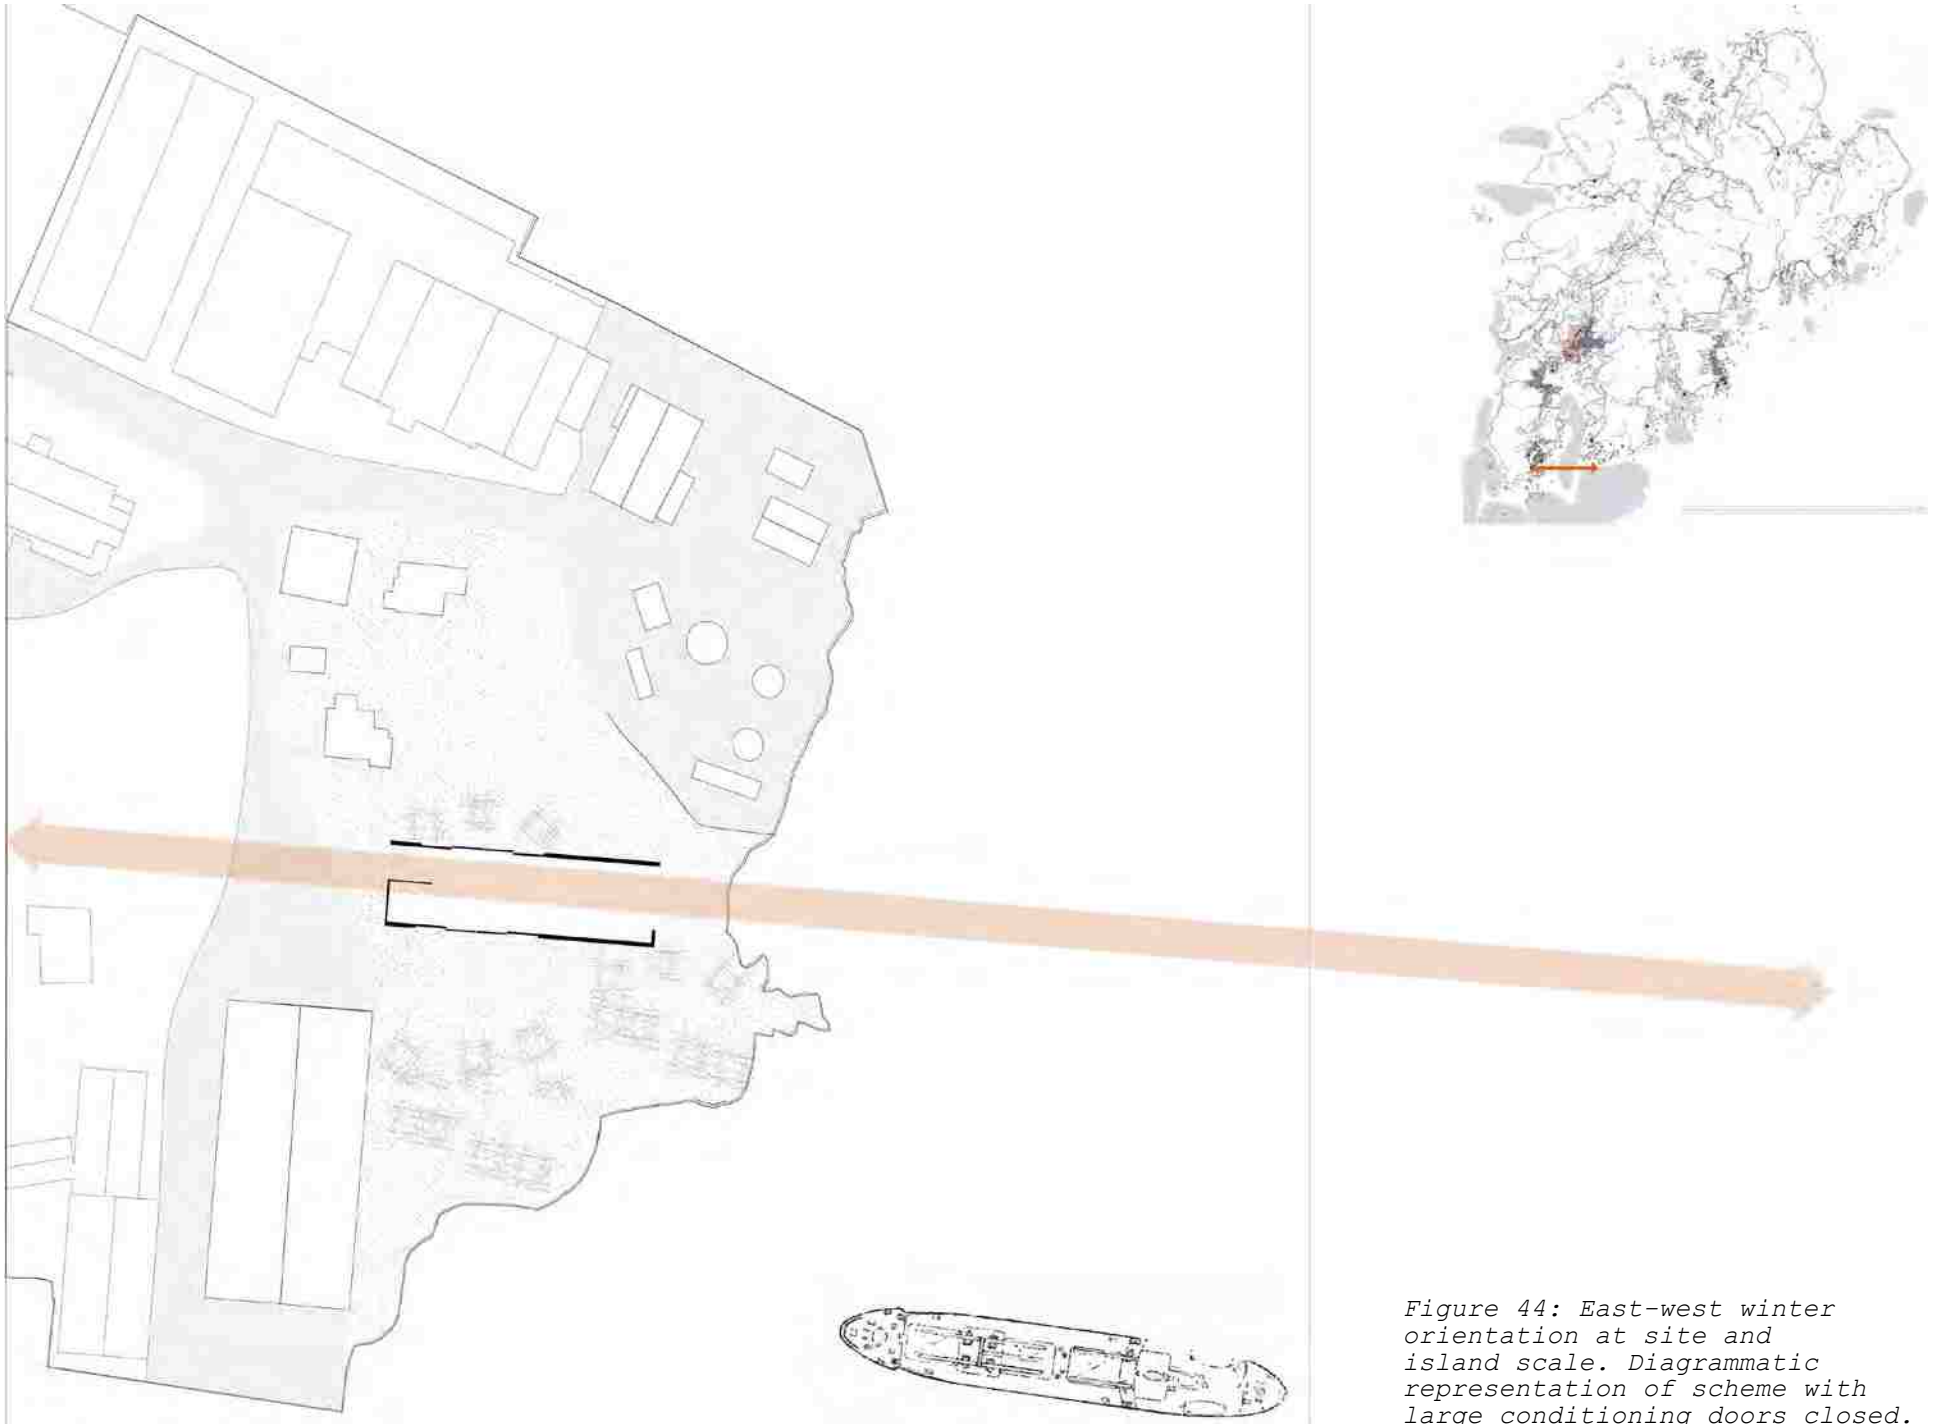 Figure 44: East-west winter
orientation at site and
island scale. Diagrammatic
representation of scheme with
large conditioning doors closed.